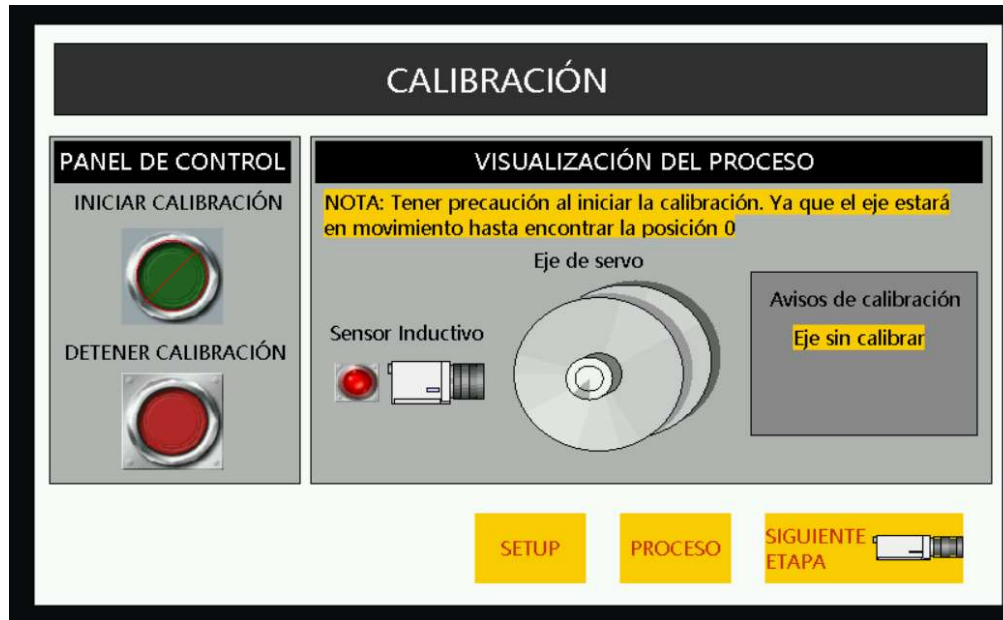 CALIBRACIÓN
PANEL DE CONTROL
INICIAR CALIBRACIÓN
DETENER CALIBRACIÓN
VISUALIZACIÓN DEL PROCESO
NOTA: Tener precaución al iniciar la calibración. Ya que el eje estará
en movimiento hasta encontrar la posición 0
Eje de servo
Sensor Inductivo
Avisos de calibración
Eje sin calibrar
SETUP
PROCESO
SIGUIENTE
ETAPA